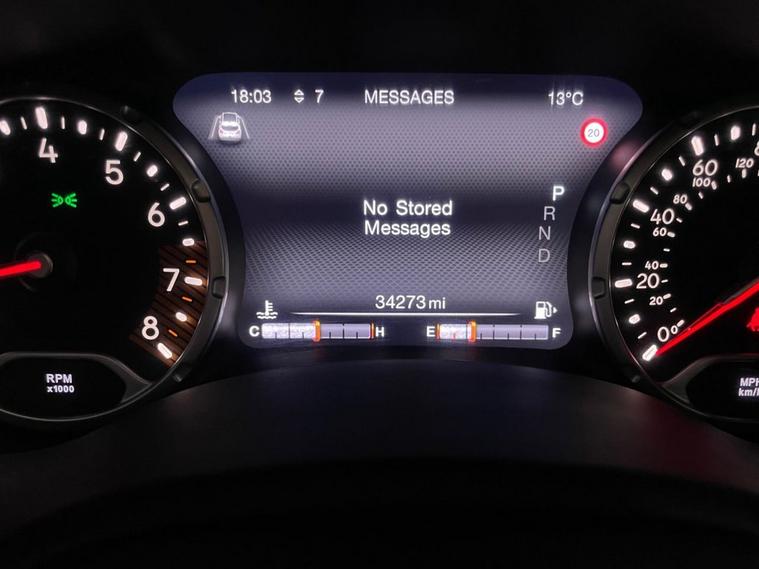 18:03 7 MESSAGES 13°C
20
4
5
6
7
8
RPM
x1000
No Stored
Messages
P
R
N
D
34273 mi
C H E F
60
100
80
120
40
60
20
40
20
0
0
MPH
km/h